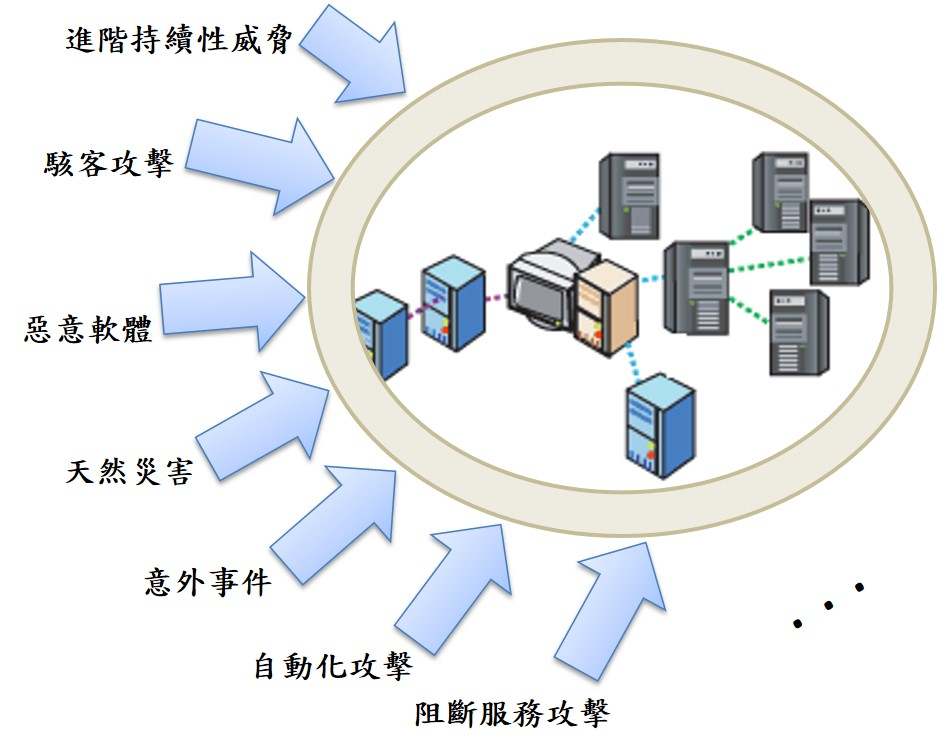 進階持續性威脅
駭客攻擊
惡意軟體
天然災害
意外事件
自動化攻擊
阻斷服務攻擊